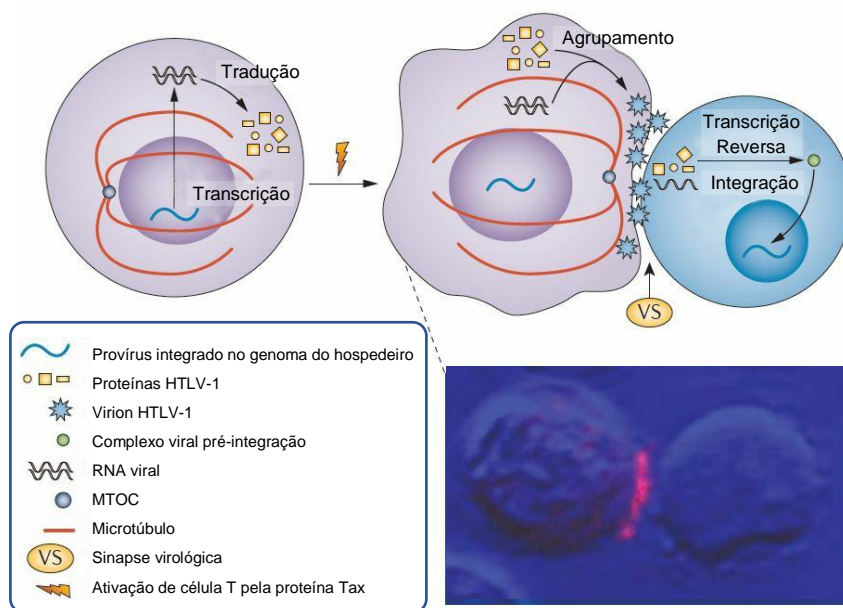 Tradução
Transcrição
Agrupamento
Transcrição
Reversa
Integração
VS
Provírus integrado no genoma do hospedeiro
Proteínas HTLV-1
Virion HTLV-1
Complexo viral pré-integração
RNA viral
MTOC
Microtúbulo
VS
Sinapse virológica
Ativação de célula T pela proteína Tax